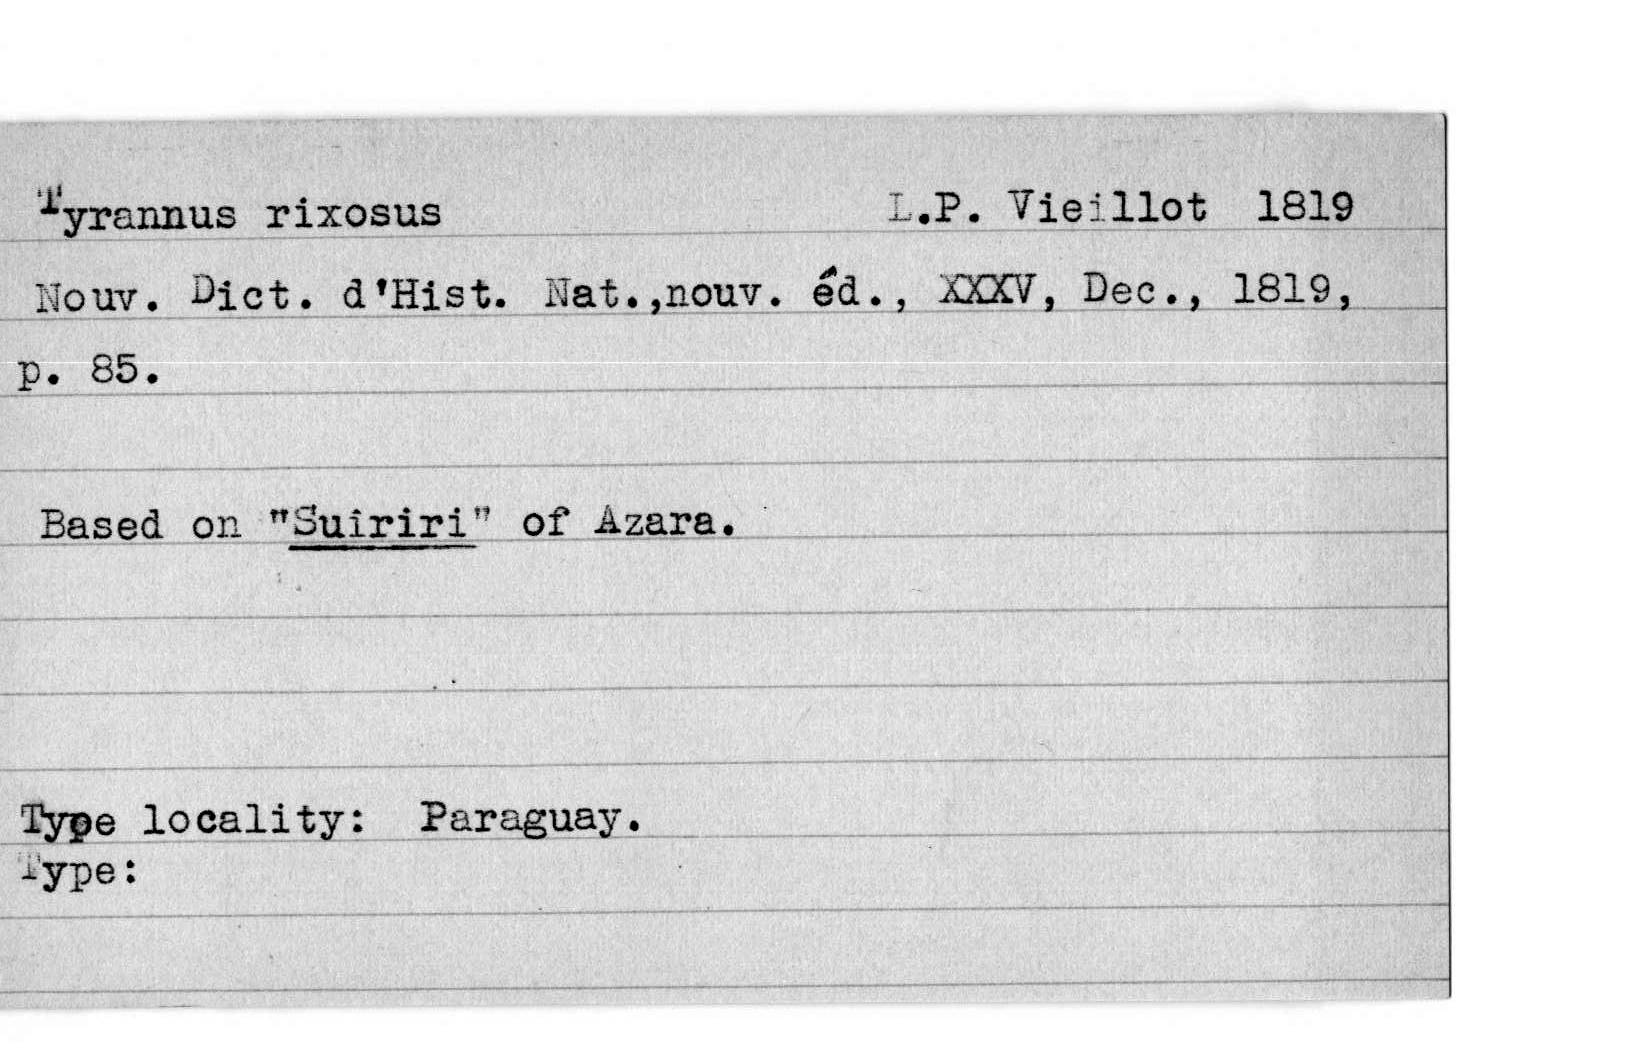 Tyrannus rixosus L.P. Vieillot 1819
Nouv. Dict. d'Hist. Nat.,nouv. éd., XXXV, Dec., 1819,
p. 85.
Based on "Suiriri" of Azara.
Type locality: Paraguay.
Type: